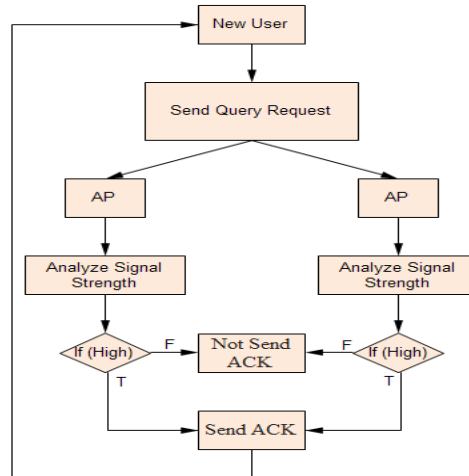 New User
Send Query Request
AP
AP
Analyze Signal
Strength
Analyze Signal
Strength
If (High)
F
Not Send
ACK
F
If (High)
T
T
Send ACK